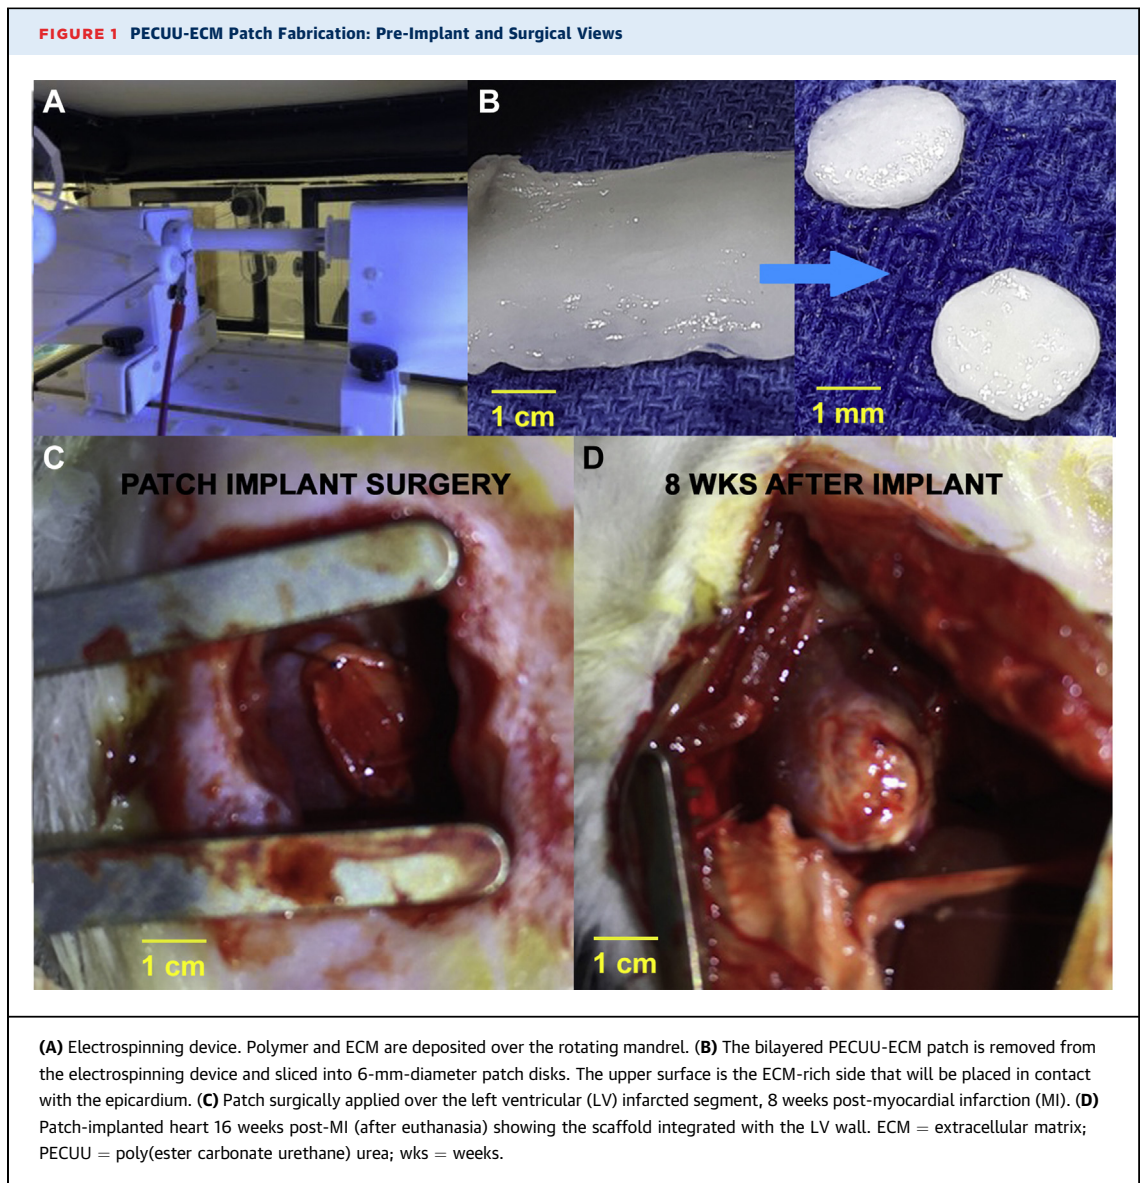 FIGURE 1 PECUU-ECM Patch Fabrication: Pre-Implant and Surgical Views
A
B
1 cm
1 mm
C
PATCH IMPLANT SURGERY
1 cm
D
8 WKS AFTER IMPLANT
1 cm
(A) Electrospinning device. Polymer and ECM are deposited over the rotating mandrel. (B) The bilayered PECUU-ECM patch is removed from
the electrospinning device and sliced into 6-mm-diameter patch disks. The upper surface is the ECM-rich side that will be placed in contact
with the epicardium. (C) Patch surgically applied over the left ventricular (LV) infarcted segment, 8 weeks post-myocardial infarction (MI). (D)
Patch-implanted heart 16 weeks post-MI (after euthanasia) showing the scaffold integrated with the LV wall. ECM = extracellular matrix;
PECUU = poly(ester carbonate urethane) urea; wks = weeks.